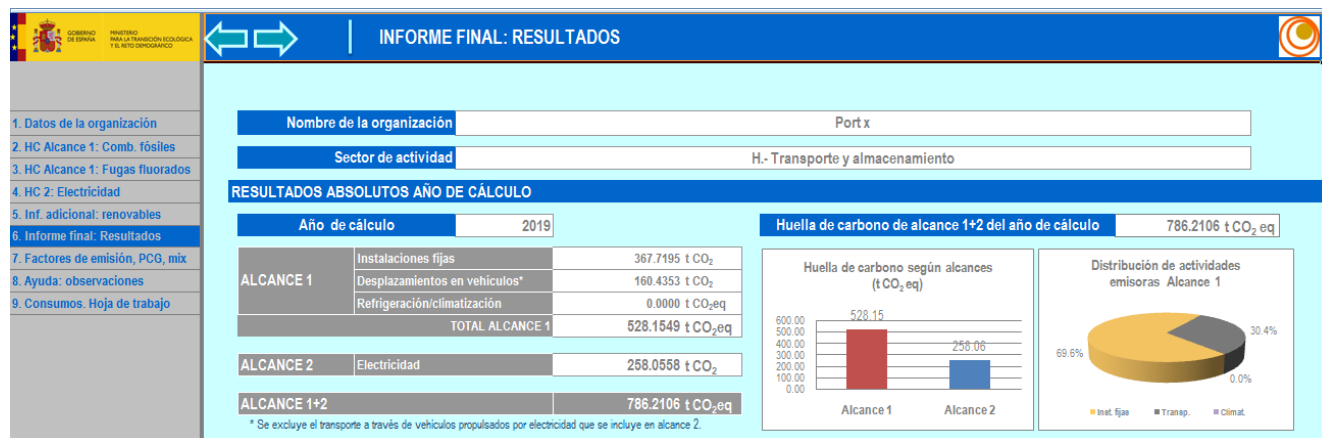 GOBIERNO DE ESPAÑA
MINISTERIO PARA LA TRANSICIÓN ECOLÓGICA Y EL RETO DEMOGRÁFICO
INFORME FINAL: RESULTADOS
1. Datos de la organización
2. HC Alcance 1: Comb. fósiles
3. HC Alcance 1: Fugas fluorados
4. HC 2: Electricidad
5. Inf. adicional: renovables
6. Informe final: Resultados
7. Factores de emisión, PCG, mix
8. Ayuda: observaciones
9. Consumos. Hoja de trabajo
Nombre de la organización Port x
Sector de actividad H.- Transporte y almacenamiento
RESULTADOS ABSOLUTOS AÑO DE CÁLCULO
Año de cálculo 2019
Huella de carbono de alcance 1+2 del año de cálculo 786.2106 t CO₂ eq
ALCANCE 1
Instalaciones fijas 367.7195 t CO₂
Desplazamientos en vehículos* 160.4353 t CO₂
Refrigeración/climatización 0.0000 t CO₂eq
TOTAL ALCANCE 1 528.1549 t CO₂eq
ALCANCE 2 Electricidad 258.0558 t CO₂
ALCANCE 1+2 786.2106 t CO₂eq
* Se excluye el transporte a través de vehículos propulsados por electricidad que se incluye en alcance 2.
Huella de carbono según alcances
(t CO₂ eq)
600.00
500.00
400.00
300.00
200.00
100.00
0.00
528.15
258.06
Alcance 1 Alcance 2
Distribución de actividades
emisoras Alcance 1
30.4%
69.6%
0.0%
Inst. fijas Transp. Climat.